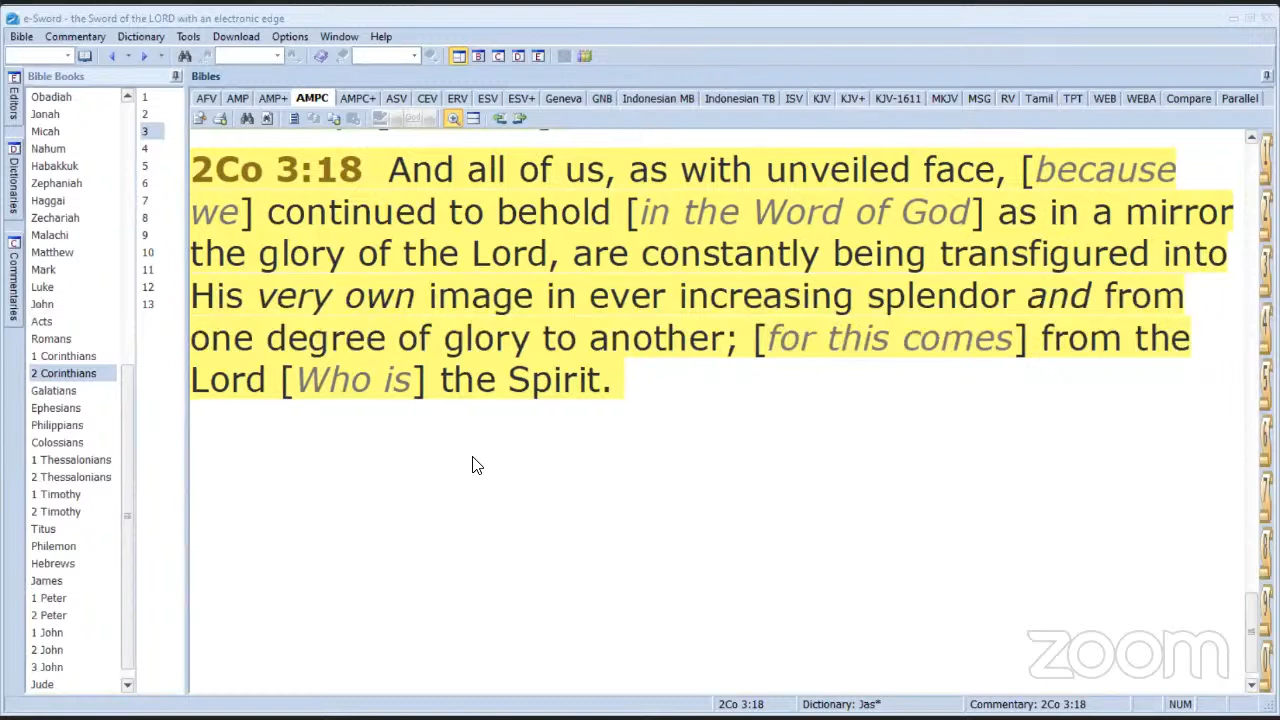 e-Sword - the Sword of the LORD with an electronic edge
Bible Commentary Dictionary Tools Download Options Window Help
B C D E
Bible Books
Bibles
AFV AMP AMP+ AMPC AMPC+ ASV CEV ERV ESV ESV+ Geneva GNB Indonesian MB Indonesian TB ISV KJV KJV+ KJV-1611 MKJV MSG RV Tamil TPT WEB WEBA Compare Parallel
E Editors
D Dictionaries
C Commentaries
Obadiah
Jonah
Micah
Nahum
Habakkuk
Zephaniah
Haggai
Zechariah
Malachi
Matthew
Mark
Luke
John
Acts
Romans
1 Corinthians
2 Corinthians
Galatians
Ephesians
Philippians
Colossians
1 Thessalonians
2 Thessalonians
1 Timothy
2 Timothy
Titus
Philemon
Hebrews
James
1 Peter
2 Peter
1 John
2 John
3 John
Jude
1
2
3
4
5
6
7
8
9
10
11
12
13
2Co 3:18 And all of us, as with unveiled face, [because
we] continued to behold [in the Word of God] as in a mirror
the glory of the Lord, are constantly being transfigured into
His very own image in ever increasing splendor and from
one degree of glory to another; [for this comes] from the
Lord [Who is] the Spirit.
zoom
2Co 3:18 Dictionary: Jas* Commentary: 2Co 3:18 NUM